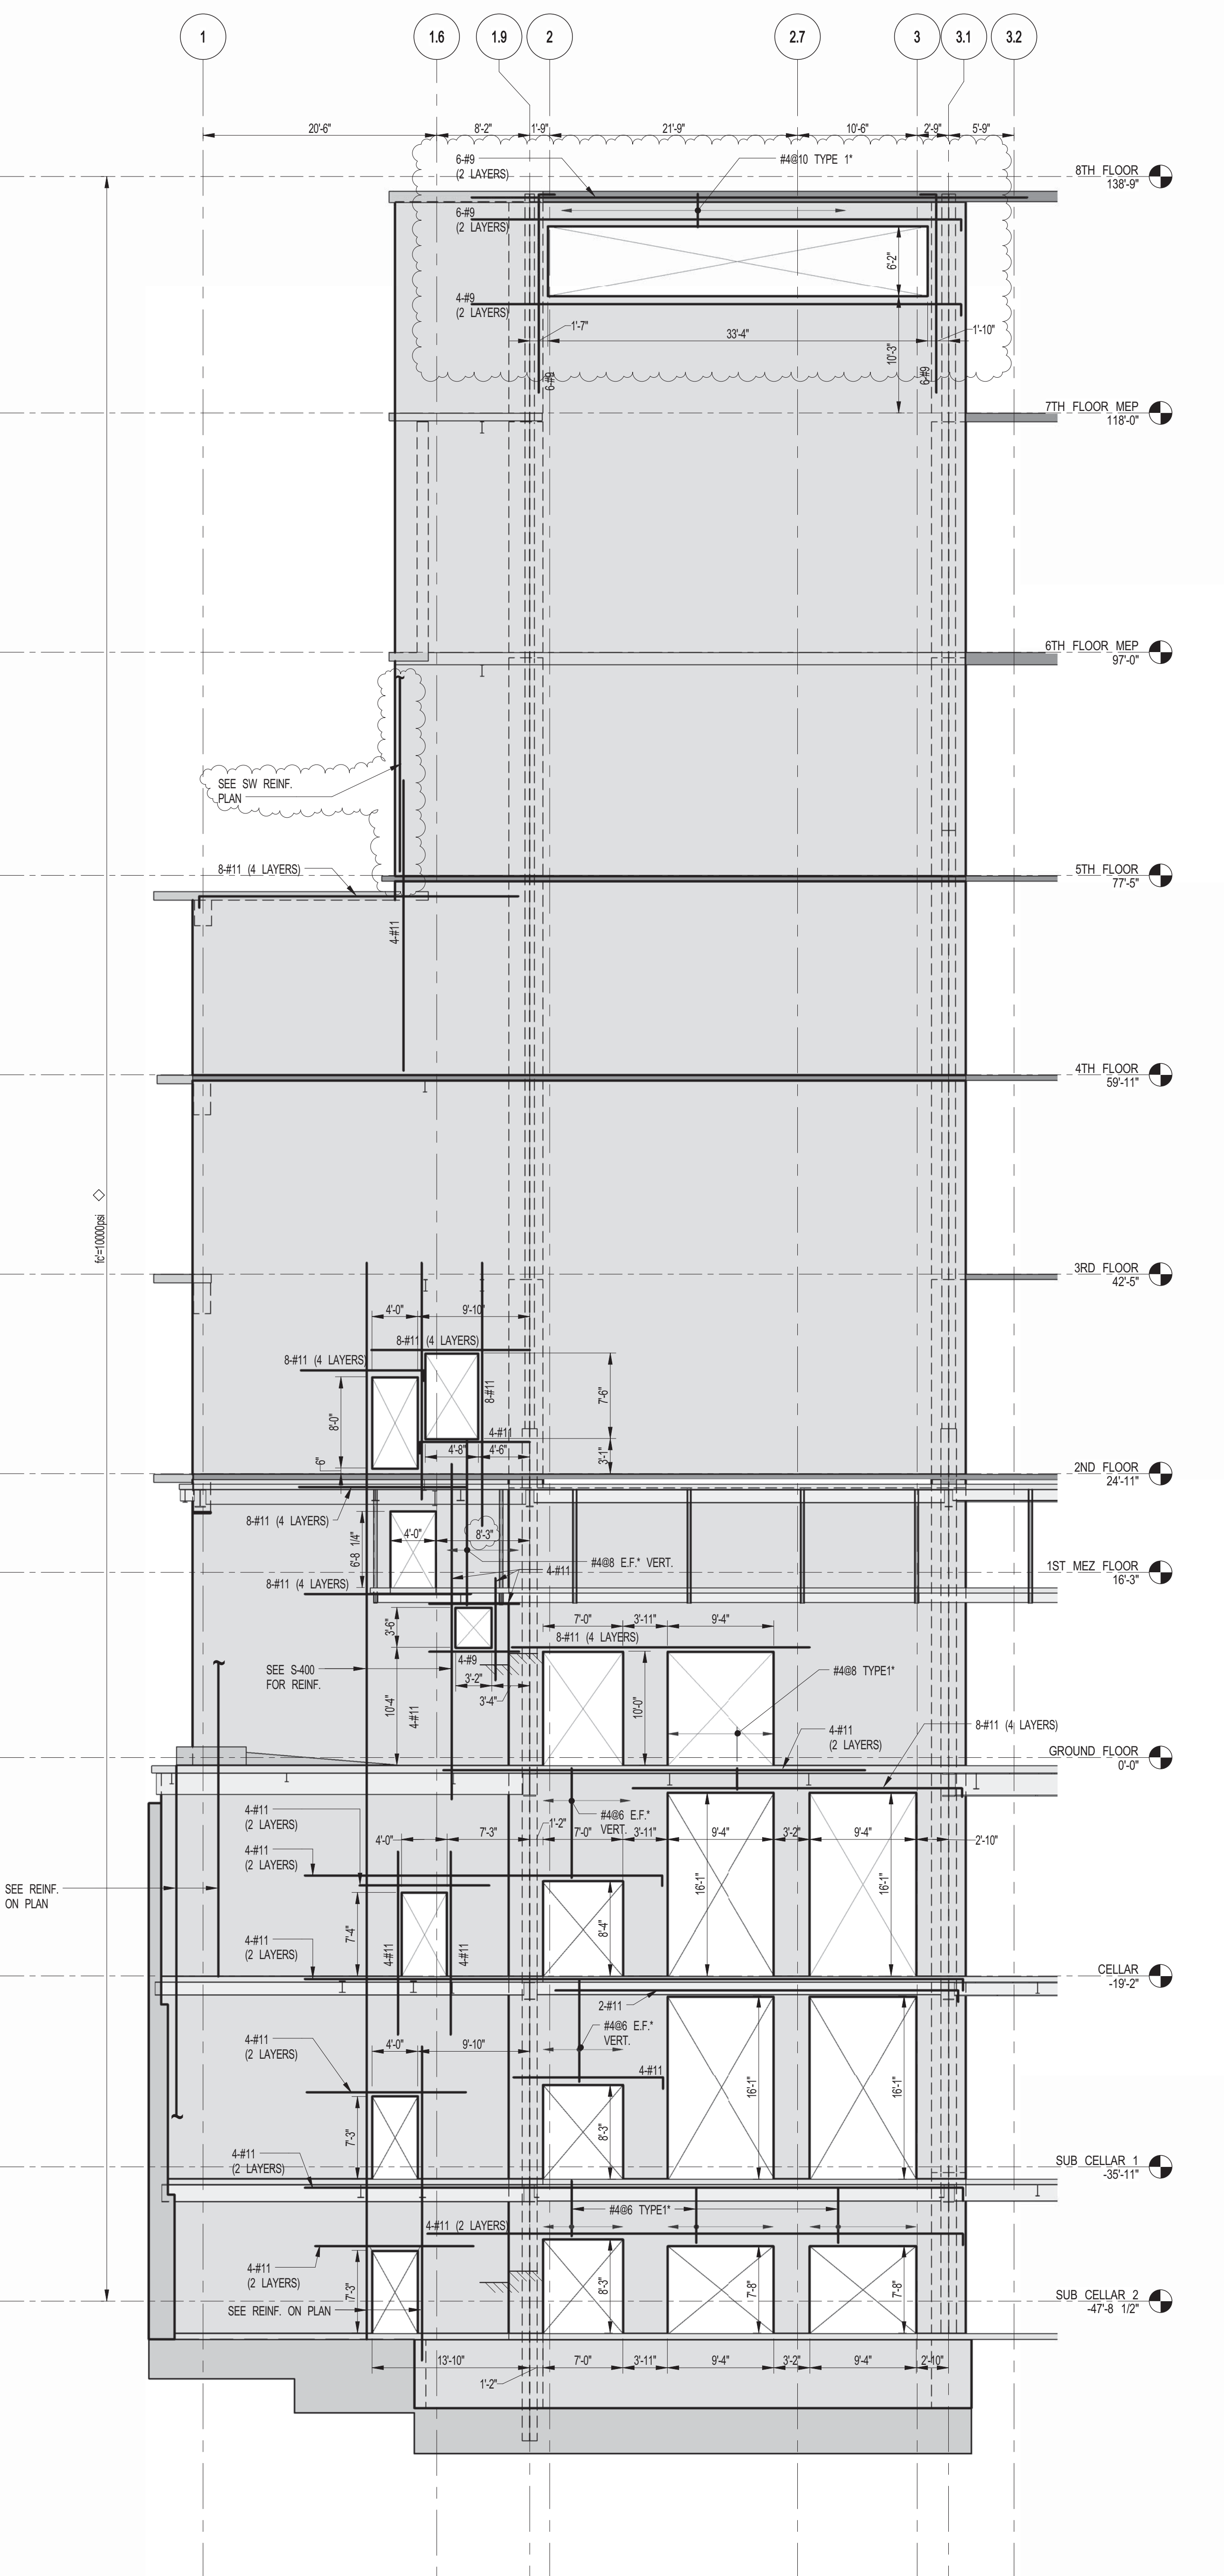 1
1.6
1.9
2
2.7
3
3.1
3.2
20'-6"
8'-2"
1'-9"
21'-9"
10'-6"
2'-9"
5'-9"
6-#9
(2 LAYERS)
#4@10 TYPE 1*
8TH FLOOR
138'-9"
6-#9
(2 LAYERS)
6'-2"
4-#9
(2 LAYERS)
1'-7"
33'-4"
1'-10"
10'-3"
6-#9
6-#9
7TH FLOOR MEP
118'-0"
6TH FLOOR MEP
97'-0"
SEE SW REINF.
PLAN
8-#11 (4 LAYERS)
5TH FLOOR
77'-5"
4-#11
4TH FLOOR
59'-11"
fc'=10000psi
3RD FLOOR
42'-5"
4'-0"
9'-10"
8-#11 (4 LAYERS)
8-#11 (4 LAYERS)
8-#11
7'-6"
8'-0"
4-#11
4'-8"
4'-6"
3'-1"
6"
2ND FLOOR
24'-11"
8-#11 (4 LAYERS)
4'-0"
8'-3"
6'-8 1/4"
#4@8 E.F.* VERT.
4-#11
1ST MEZ FLOOR
16'-3"
8-#11 (4 LAYERS)
3'-6"
7'-0"
3'-11"
9'-4"
8-#11 (4 LAYERS)
4-#9
SEE S-400
FOR REINF.
3'-2"
3'-4"
10'-4"
4-#11
10'-0"
#4@8 TYPE1*
4-#11
(2 LAYERS)
8-#11 (4 LAYERS)
GROUND FLOOR
0'-0"
4-#11
(2 LAYERS)
#4@6 E.F.*
VERT.
1'-2"
4'-0"
7'-3"
7'-0"
3'-11"
9'-4"
3'-2"
9'-4"
2'-10"
4-#11
(2 LAYERS)
SEE REINF.
ON PLAN
16'-1"
16'-1"
7'-4"
8'-4"
4-#11
4-#11
4-#11
(2 LAYERS)
CELLAR
-19'-2"
2-#11
#4@6 E.F.*
VERT.
4-#11
(2 LAYERS)
4'-0"
9'-10"
4-#11
16'-1"
16'-1"
7'-3"
8'-3"
4-#11
(2 LAYERS)
SUB CELLAR 1
-35'-11"
#4@6 TYPE1*
4-#11 (2 LAYERS)
4-#11
(2 LAYERS)
7'-3"
8'-3"
7'-8"
7'-8"
SUB CELLAR 2
-47'-8 1/2"
SEE REINF. ON PLAN
13'-10"
1'-2"
7'-0"
3'-11"
9'-4"
3'-2"
9'-4"
2'-10"